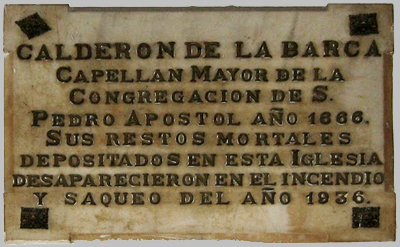 CALDERON DE LA BARCA
CAPELLAN MAYOR DE LA
CONGREGACION DE S.
PEDRO APOSTOL AÑO 1666.
SUS RESTOS MORTALES
DEPOSITADOS EN ESTA IGLESIA
DESAPARECIERON EN EL INCENDIO
Y SAQUEO DEL AÑO 1936.